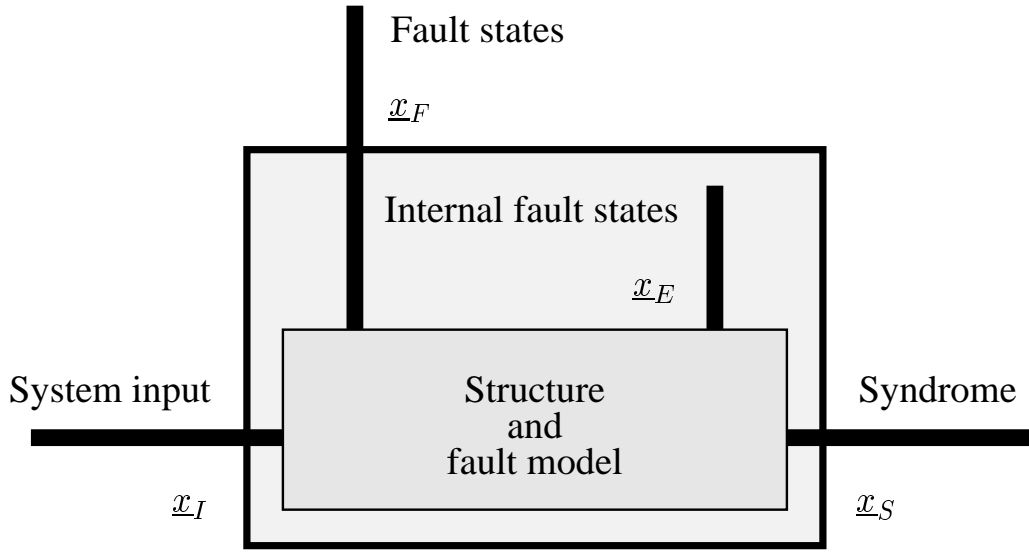 Fault states
x_F
Internal fault states
x_E
System input
Structure
and
fault model
Syndrome
x_I
x_S